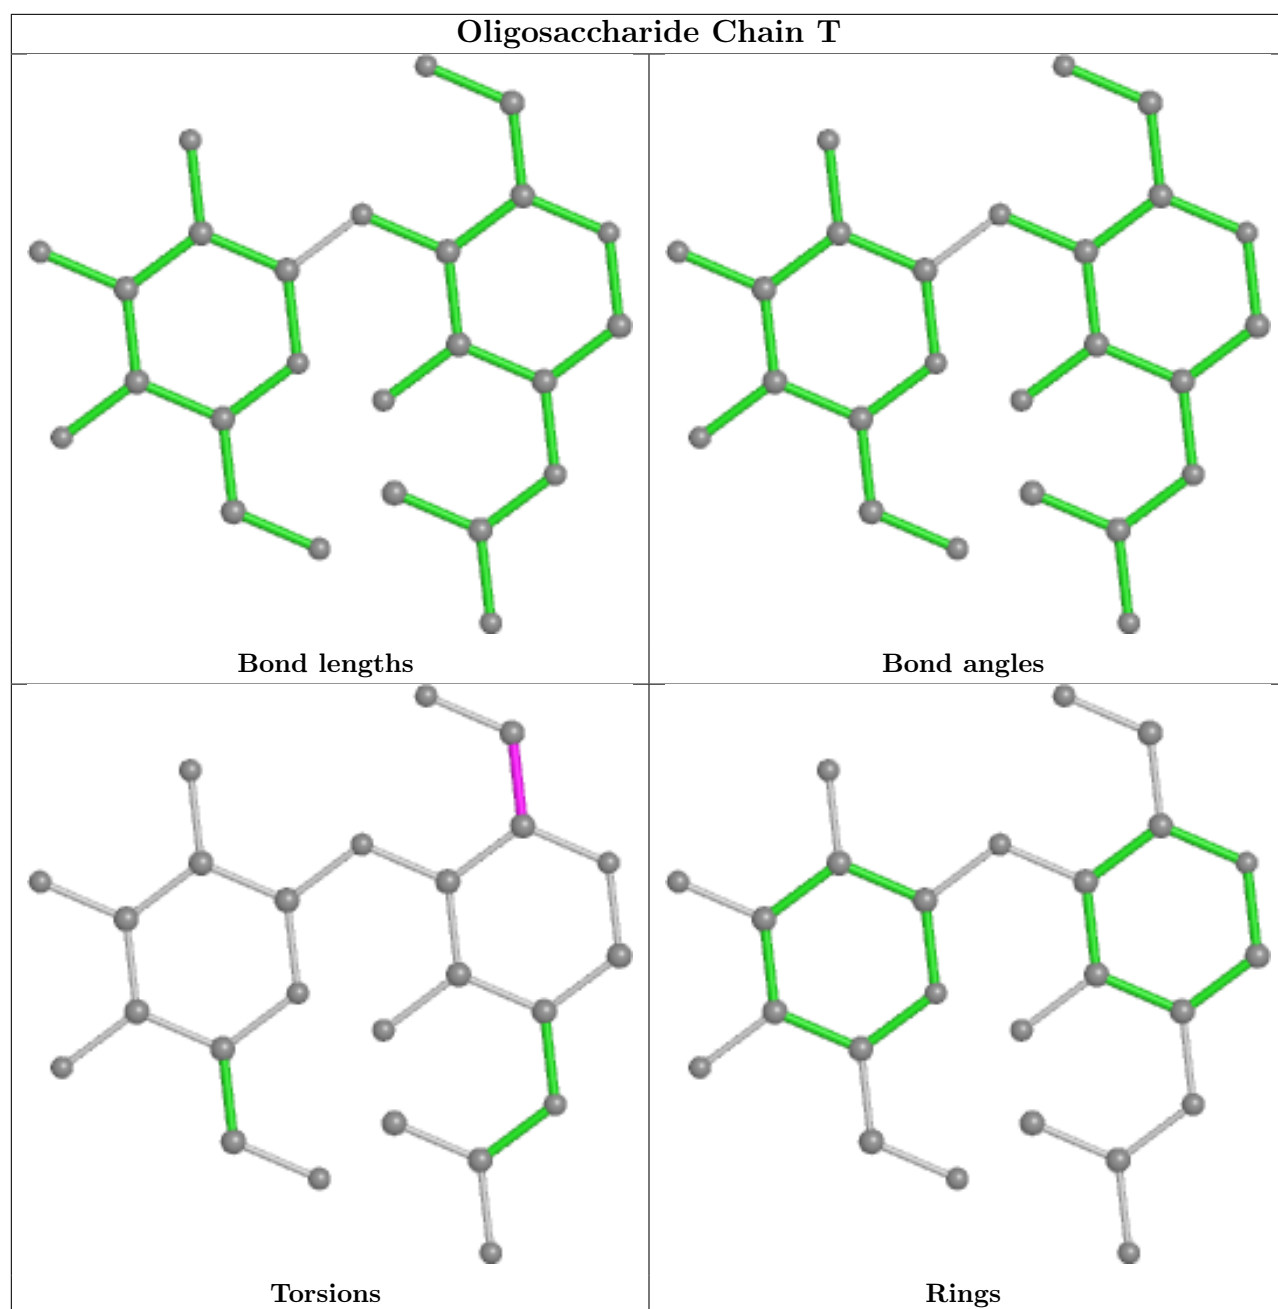 Oligosaccharide Chain T
Bond lengths
Bond angles
Torsions
Rings